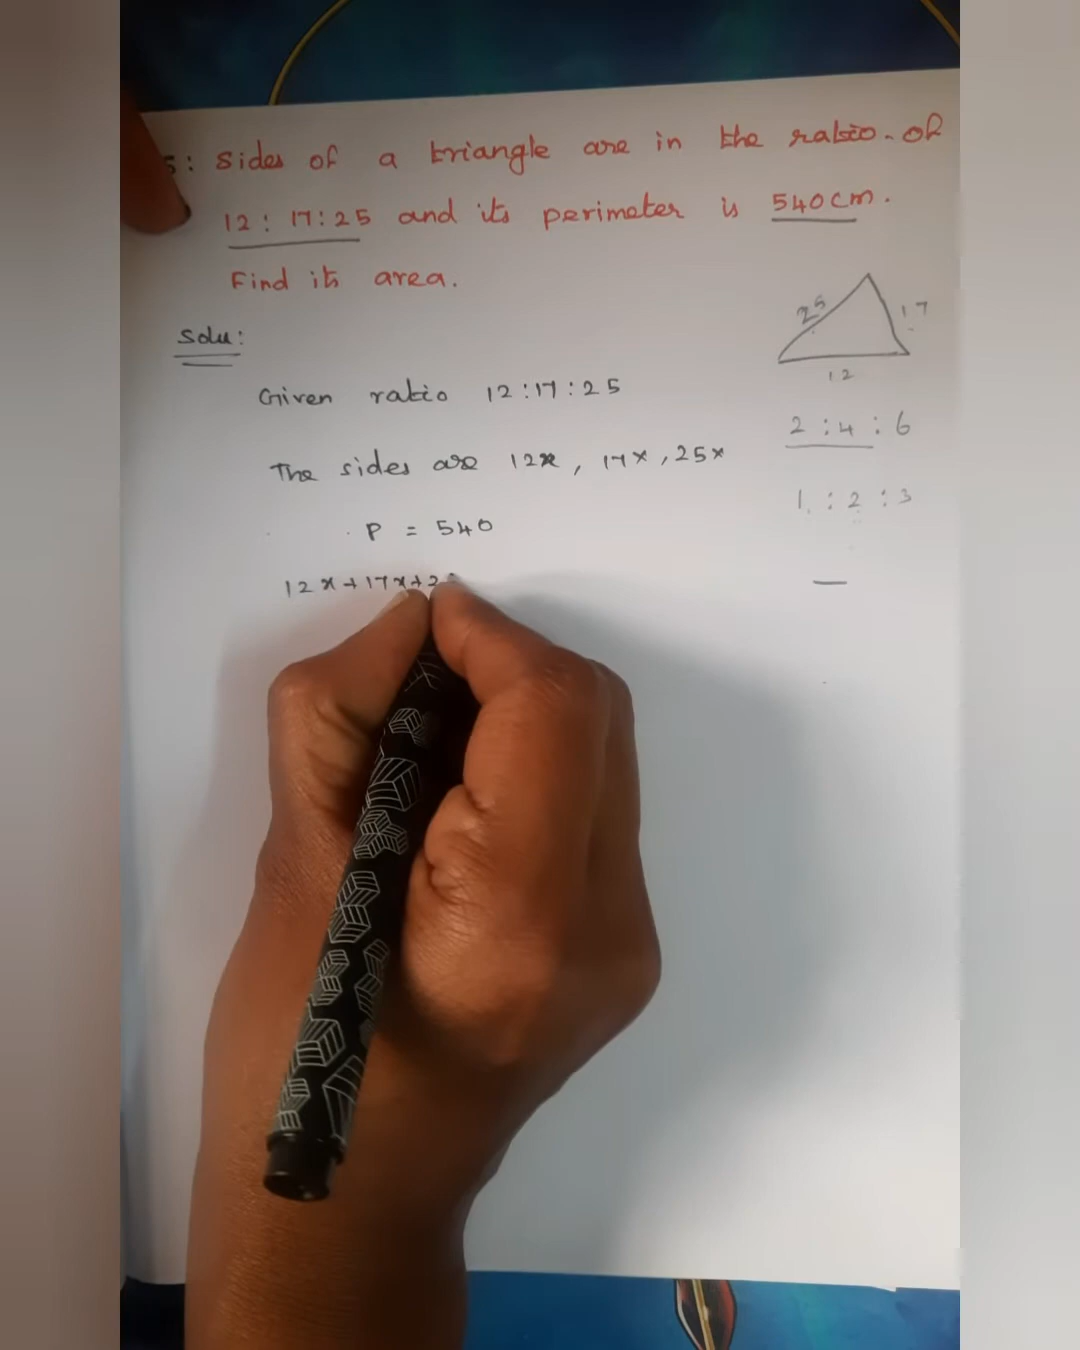 5: Sides of a triangle are in the ratio of
12 : 17 : 25 and its perimeter is 540cm.
Find its area.
Solu:
25
17
12
Given ratio 12:17:25
2 : 4 : 6
The sides are 12x, 17x, 25x
1 : 2 : 3
P = 540
12x+17x+2